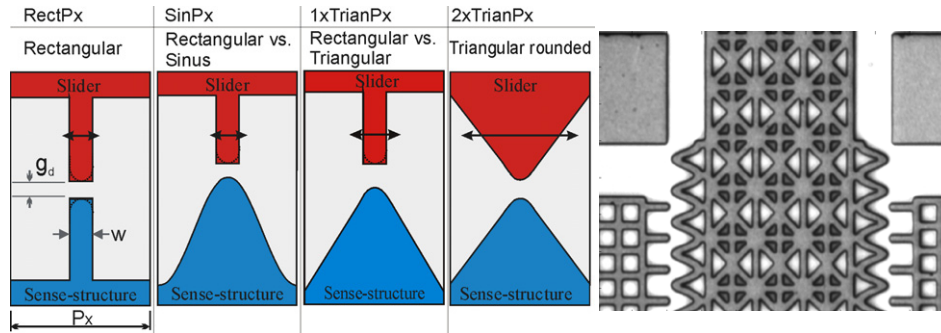 RectPx
SinPx
1xTrianPx
2xTrianPx
Rectangular
Rectangular vs.
Sinus
Rectangular vs.
Triangular
Triangular rounded
Slider
Slider
Slider
Slider
gd
w
Sense-structure
Sense-structure
Sense-structure
Sense-structure
Px